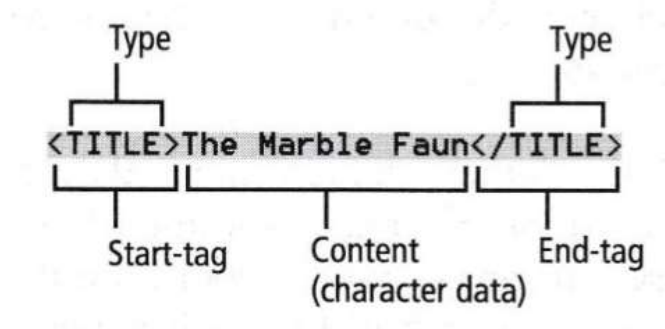 Type Type
<TITLE>The Marble Faun</TITLE>
Start-tag Content End-tag
(character data)